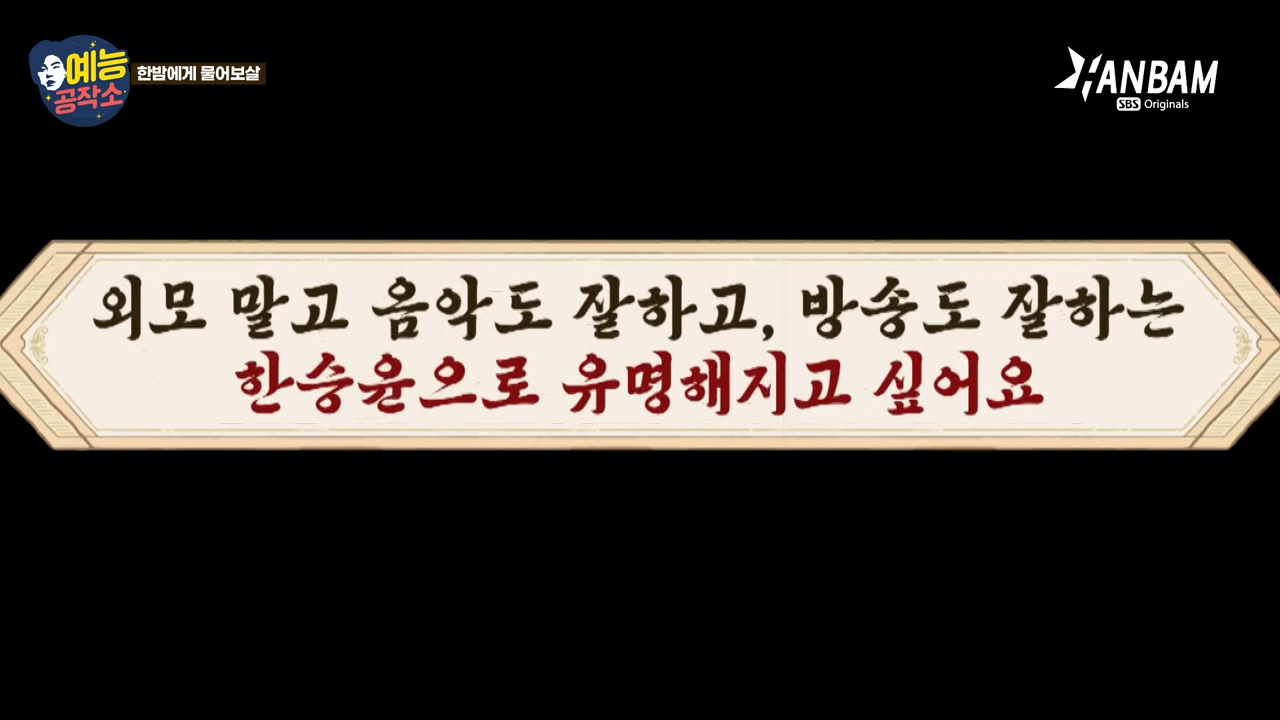 예능
공작소
한밤에게 물어보살
HANBAM
SBS Originals
외모 말고 음악도 잘하고, 방송도 잘하는
한승윤으로 유명해지고 싶어요